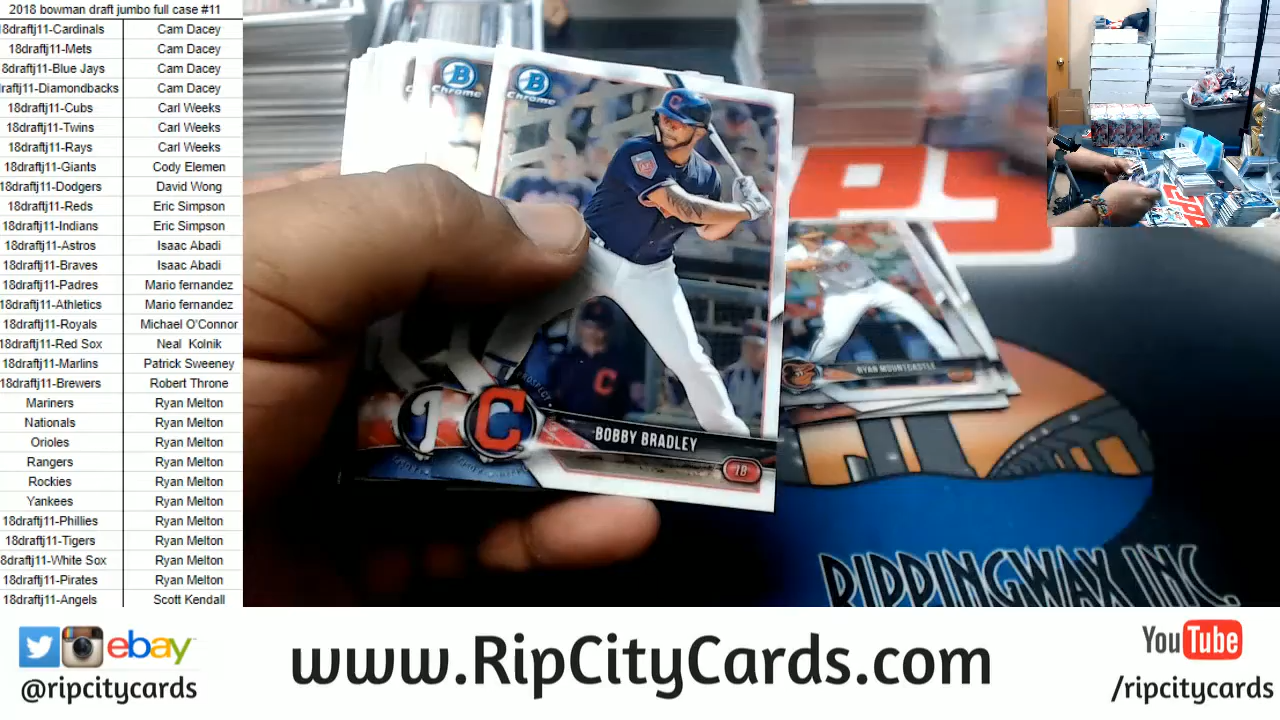 2018 bowman draft jumbo full case #11
18draftj11-Cardinals Cam Dacey
18draftj11-Mets Cam Dacey
8draftj11-Blue Jays Cam Dacey
raftj11-Diamondbacks Cam Dacey
18draftj11-Cubs Carl Weeks
18draftj11-Twins Carl Weeks
18draftj11-Rays Carl Weeks
18draftj11-Giants Cody Elemen
18draftj11-Dodgers David Wong
18draftj11-Reds Eric Simpson
18draftj11-Indians Eric Simpson
18draftj11-Astros Isaac Abadi
18draftj11-Braves Isaac Abadi
18draftj11-Padres Mario fernandez
18draftj11-Athletics Mario fernandez
18draftj11-Royals Michael O'Connor
18draftj11-Red Sox Neal Kolnik
18draftj11-Marlins Patrick Sweeney
18draftj11-Brewers Robert Throne
Mariners Ryan Melton
Nationals Ryan Melton
Orioles Ryan Melton
Rangers Ryan Melton
Rockies Ryan Melton
Yankees Ryan Melton
18draftj11-Phillies Ryan Melton
18draftj11-Tigers Ryan Melton
8draftj11-White Sox Ryan Melton
18draftj11-Pirates Ryan Melton
18draftj11-Angels Scott Kendall
B Chrome
B Chrome
C
C
PROSPECT
BOBBY BRADLEY
18
RYAN MOUNTCASTLE
RIPPINGWAX INC.
ebay
@ripcitycards
www.RipCityCards.com
YouTube
/ripcitycards